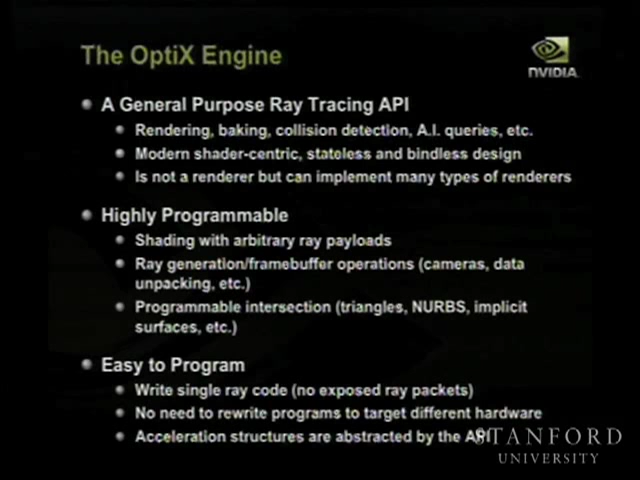 The OptiX Engine
NVIDIA
A General Purpose Ray Tracing API
Rendering, baking, collision detection, A.I. queries, etc.
Modern shader-centric, stateless and bindless design
Is not a renderer but can implement many types of renderers
Highly Programmable
Shading with arbitrary ray payloads
Ray generation/framebuffer operations (cameras, data
unpacking, etc.)
Programmable intersection (triangles, NURBS, implicit
surfaces, etc.)
Easy to Program
Write single ray code (no exposed ray packets)
No need to rewrite programs to target different hardware
Acceleration structures are abstracted by the API
STANFORD
UNIVERSITY